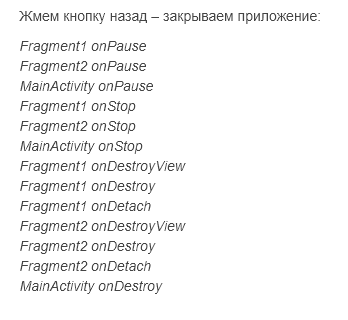 Жмем кнопку назад – закрываем приложение:
Fragment1 onPause
Fragment2 onPause
MainActivity onPause
Fragment1 onStop
Fragment2 onStop
MainActivity onStop
Fragment1 onDestroyView
Fragment1 onDestroy
Fragment1 onDetach
Fragment2 onDestroyView
Fragment2 onDestroy
Fragment2 onDetach
MainActivity onDestroy